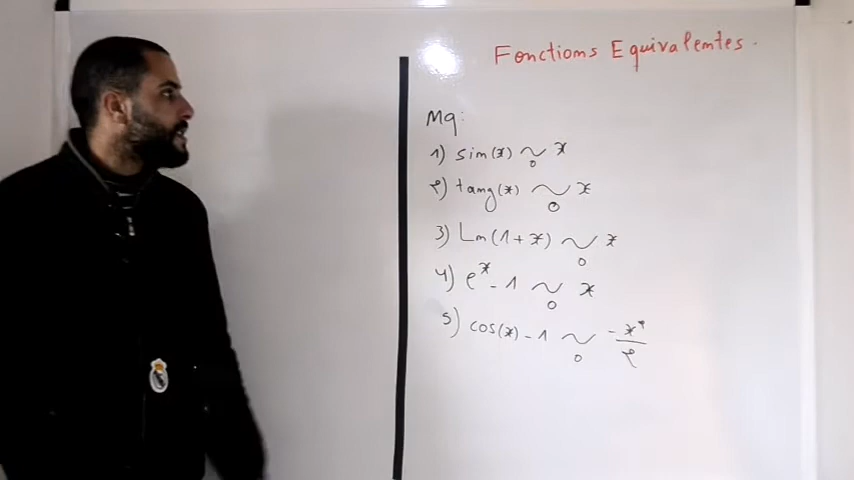 Fonctions Equivalentes.
Mq:
1) sin(x) ~ x
0
2) tang(x) ~ x
0
3) Ln(1+x) ~ x
0
4) e^x - 1 ~ x
0
5) cos(x) - 1 ~ -x²/2
0